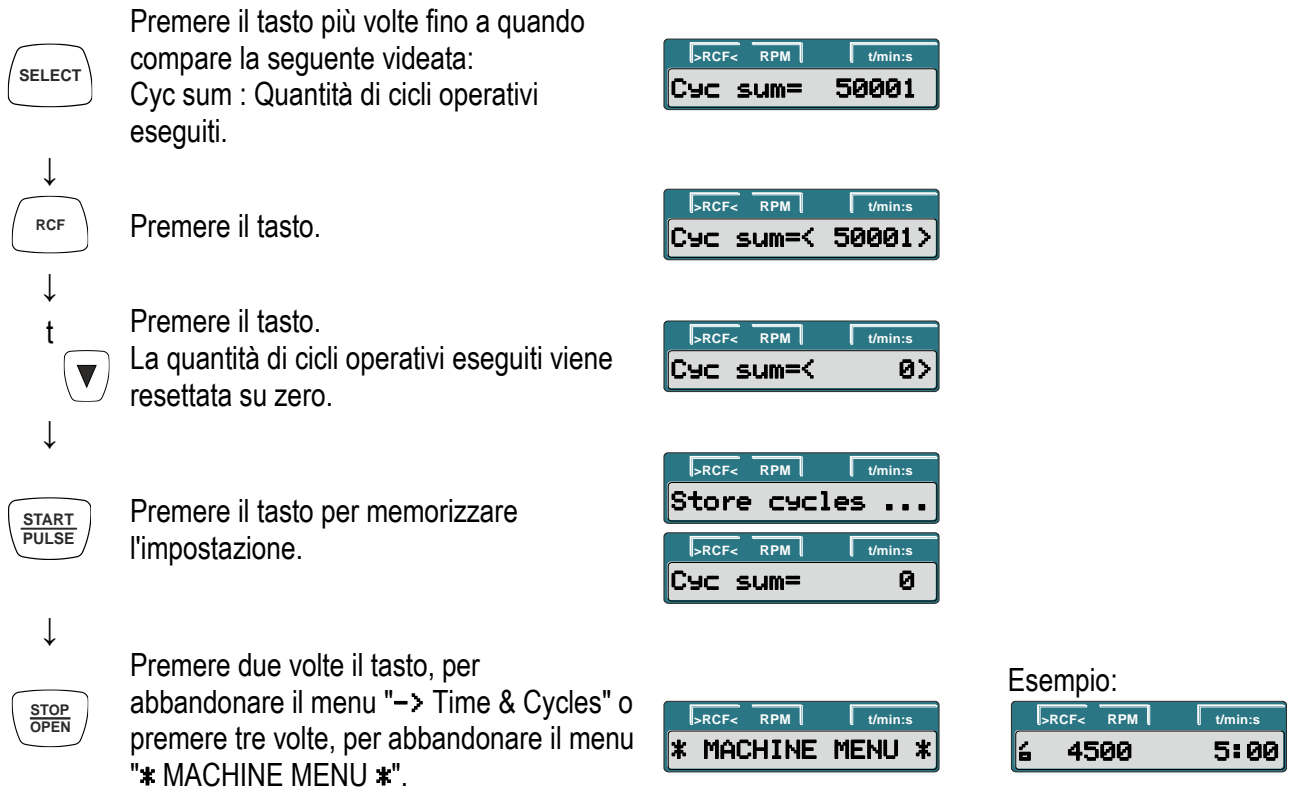 Premere il tasto più volte fino a quando
compare la seguente videata:
Cyc sum : Quantità di cicli operativi
eseguiti.
SELECT
>RCF< RPM t/min:s
Cyc sum= 50001
↓
RCF
Premere il tasto.
>RCF< RPM t/min:s
Cyc sum=< 50001>
↓
t
▼
Premere il tasto.
La quantità di cicli operativi eseguiti viene
resettata su zero.
>RCF< RPM t/min:s
Cyc sum=< 0>
↓
START
PULSE
Premere il tasto per memorizzare
l'impostazione.
>RCF< RPM t/min:s
Store cycles ...
>RCF< RPM t/min:s
Cyc sum= 0
↓
STOP
OPEN
Premere due volte il tasto, per
abbandonare il menu "-> Time & Cycles" o
premere tre volte, per abbandonare il menu
"* MACHINE MENU *".
>RCF< RPM t/min:s
* MACHINE MENU *
Esempio:
>RCF< RPM t/min:s
4500 5:00